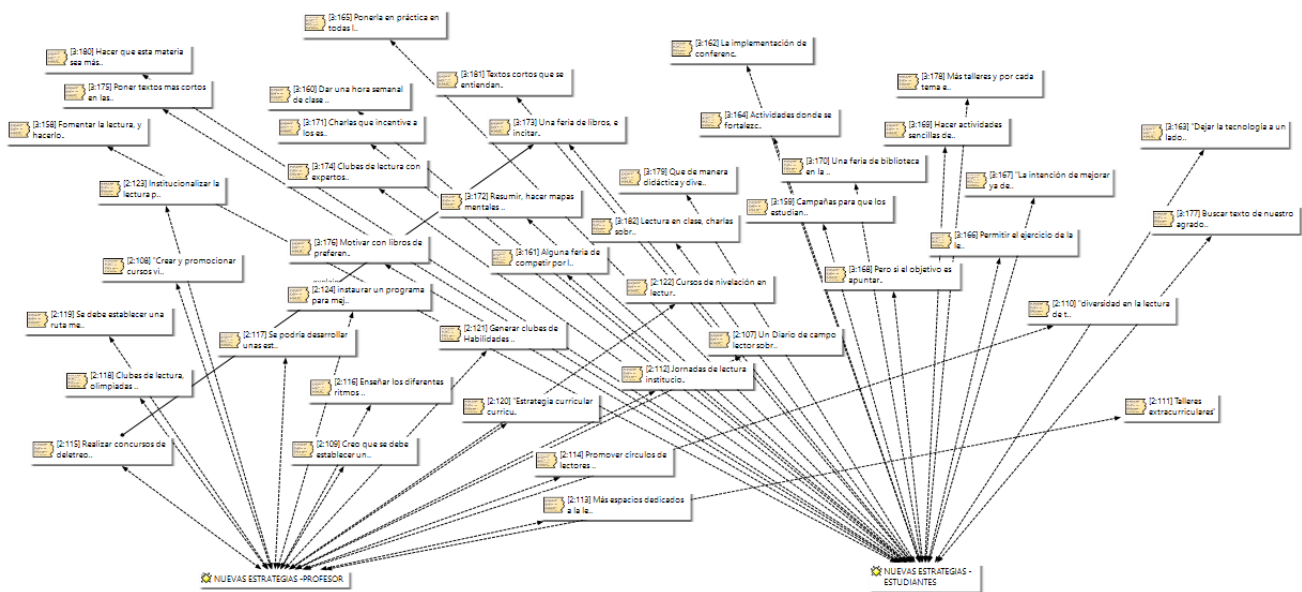 [3:165] Ponerla en práctica en
todas l..
[3:180] Hacer que esta materia
sea más..
[3:162] La implementación de
conferenc..
[3:181] Textos cortos que se
entiendan..
[3:178] Más talleres y por cada
tema e..
[3:175] Poner textos mas cortos
en las..
[3:160] Dar una hora semanal
de clase ..
[3:164] Actividades donde se
fortalezc..
[3:158] Fomentar la lectura, y
hacerlo..
[3:171] Charlas que incentive a
los es..
[3:173] Una feria de libros, e
incitar..
[3:169] Hacer actividades
sencillas de..
[3:163] "Dejar la tecnología a un
lado..
[3:174] Clubes de lectura con
expertos..
[3:179] Que de manera
didáctica y dive..
[3:170] Una feria de biblioteca
en la ..
[2:123] Institucionalizar la
lectura p..
[3:172] Resumir, hacer mapas
mentales ..
[3:167] "La intención de mejorar
ya de..
[3:159] Campañas para que los
estudian..
[3:182] Lectura en clase, charlas
sobr..
[3:177] Buscar texto de nuestro
agrado..
[3:176] Motivar con libros de
preferen..
[3:161] Alguna feria de
competir por l..
[3:166] Permitir el ejercicio de la
le..
[2:108] "Crear y promocionar
cursos vi..
[3:168] Pero si el objetivo es
apuntar..
[2:124] instaurar un programa
para mej..
[2:122] Cursos de nivelación en
lectur..
[2:110] "diversidad en la lectura
de t..
[2:119] Se debe establecer una
ruta me..
[2:117] Se podría desarrollar
unas est..
[2:121] Generar clubes de
Habilidades ..
[2:107] Un Diario de campo
lector sobr..
[2:118] Clubes de lectura,
olimpiadas ..
[2:116] Enseñar los diferentes
ritmos ..
[2:112] Jornadas de lectura
institucio..
[2:120] "Estrategia curricular
curricu..
[2:111] Talleres
extracurriculares"
[2:115] Realizar concursos de
deletreo..
[2:109] Creo que se debe
establecer un..
[2:114] Promover círculos de
lectores ..
[2:113] Más espacios dedicados
a la le..
NUEVAS ESTRATEGIAS -PROFESOR
NUEVAS ESTRATEGIAS -
ESTUDIANTES